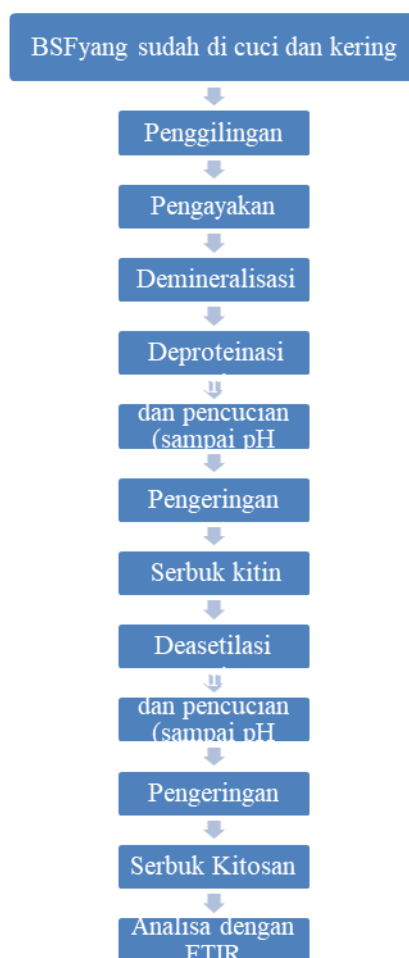 BSFyang sudah di cuci dan kering
Penggilingan
Pengayakan
Demineralisasi
Deproteinasi
dan pencucian
(sampai pH
Pengeringan
Serbuk kitin
Deasetilasi
dan pencucian
(sampai pH
Pengeringan
Serbuk Kitosan
Analisa dengan
FTIR